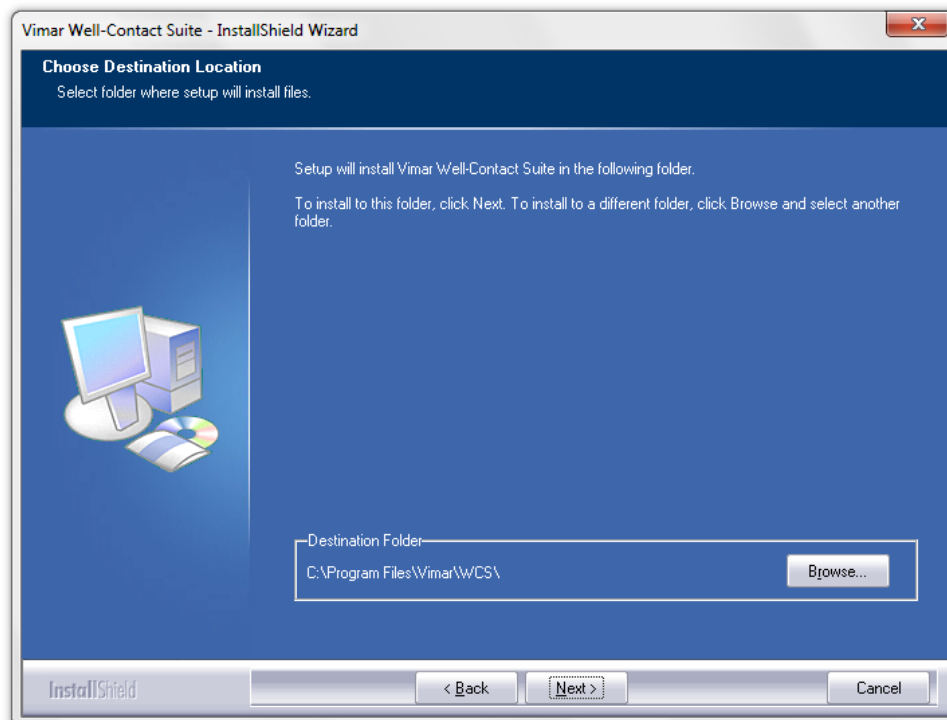 Vimar Well-Contact Suite - InstallShield Wizard
Choose Destination Location
Select folder where setup will install files.
Setup will install Vimar Well-Contact Suite in the following folder.
To install to this folder, click Next. To install to a different folder, click Browse and select another
folder.
Destination Folder
C:\Program Files\Vimar\WCS\
Browse...
InstallShield
< Back
Next >
Cancel